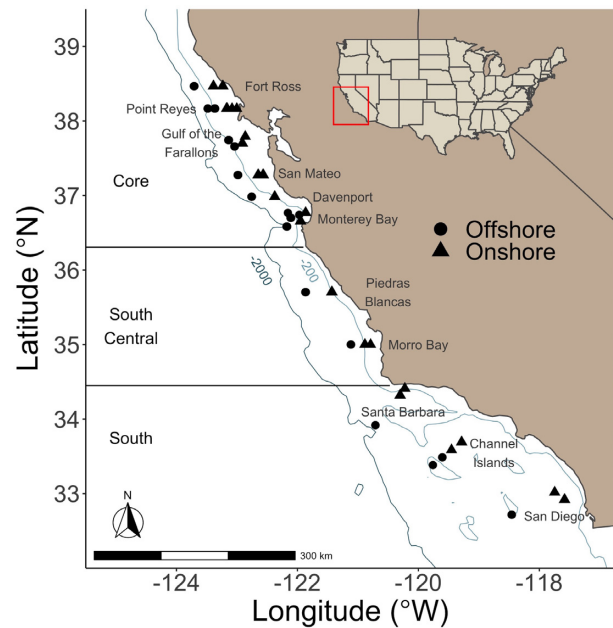 39
38
37
36
35
34
33
Latitude (°N)
Fort Ross
Point Reyes
Gulf of the
Farallons
San Mateo
Core
Davenport
Monterey Bay
Offshore
Onshore
-2000
-200
Piedras
Blancas
South
Central
Morro Bay
Santa Barbara
South
Channel
Islands
San Diego
N
300 km
-124
-122
-120
-118
Longitude (°W)